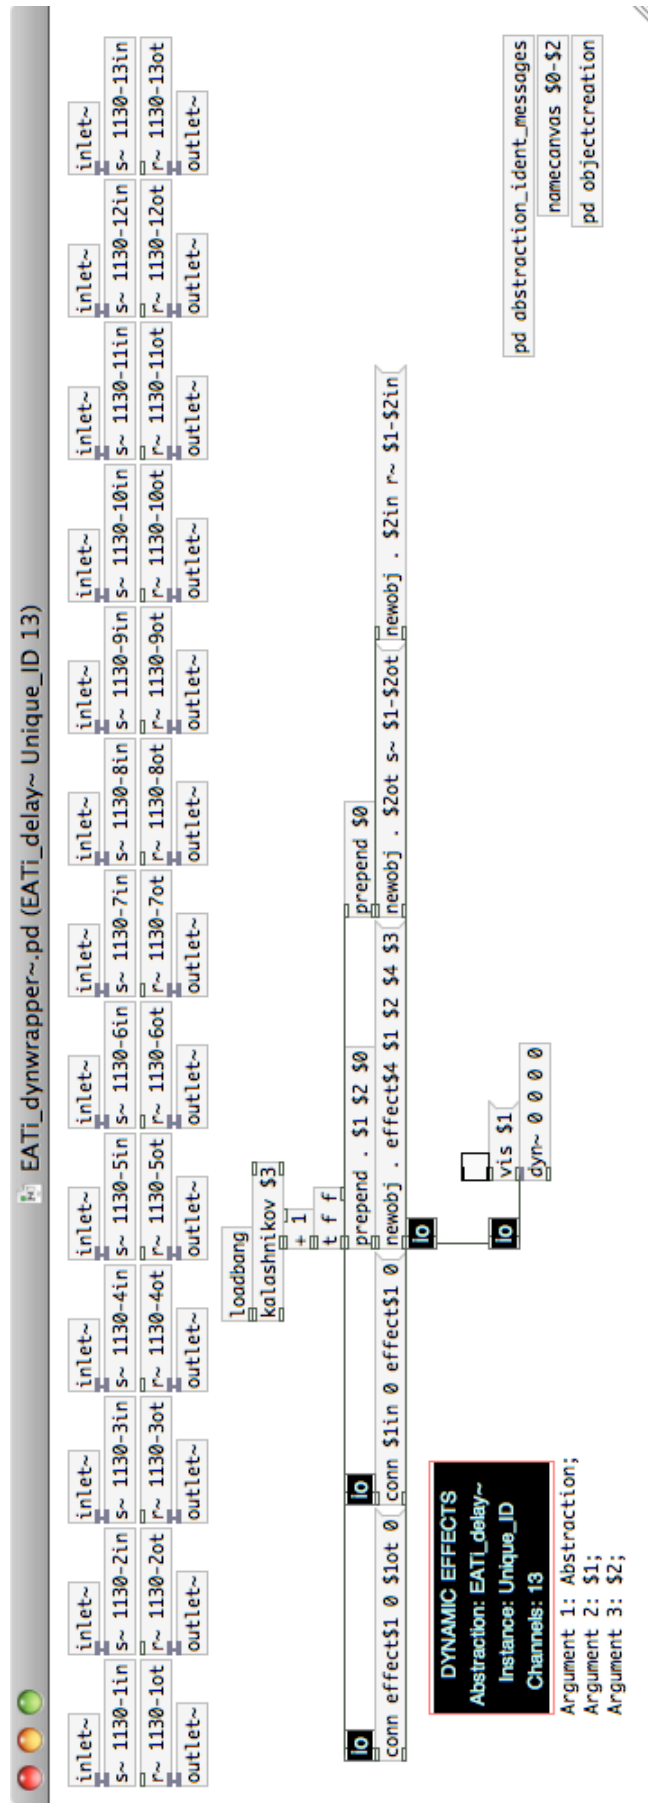 EATi_dynwrapper~.pd (EATi_delay~ Unique_ID 13)
inlet~ inlet~ inlet~ inlet~ inlet~ inlet~ inlet~ inlet~ inlet~ inlet~ inlet~ inlet~ inlet~
s~ 1130-1in s~ 1130-2in s~ 1130-3in s~ 1130-4in s~ 1130-5in s~ 1130-6in s~ 1130-7in s~ 1130-8in s~ 1130-9in s~ 1130-10in s~ 1130-11in s~ 1130-12in s~ 1130-13in
r~ 1130-1ot r~ 1130-2ot r~ 1130-3ot r~ 1130-4ot r~ 1130-5ot r~ 1130-6ot r~ 1130-7ot r~ 1130-8ot r~ 1130-9ot r~ 1130-10ot r~ 1130-11ot r~ 1130-12ot r~ 1130-13ot
outlet~ outlet~ outlet~ outlet~ outlet~ outlet~ outlet~ outlet~ outlet~ outlet~ outlet~ outlet~ outlet~
loadbang
kalashnikov $3
+ 1
t f f
io io prepend . $1 $2 $0 prepend $0
conn effect$1 0 $1ot 0 conn $1in 0 effect$1 0 newobj . effect$4 $1 $2 $4 $3 newobj . $2ot s~ $1-$2ot newobj . $2in r~ $1-$2in
io
io vis $1
dyn~ 0 0 0 0
DYNAMIC EFFECTS
Abstraction: EATi_delay~
Instance: Unique_ID
Channels: 13
Argument 1: Abstraction;
Argument 2: $1;
Argument 3: $2;
pd abstraction_ident_messages
namecanvas $0-$2
pd objectcreation